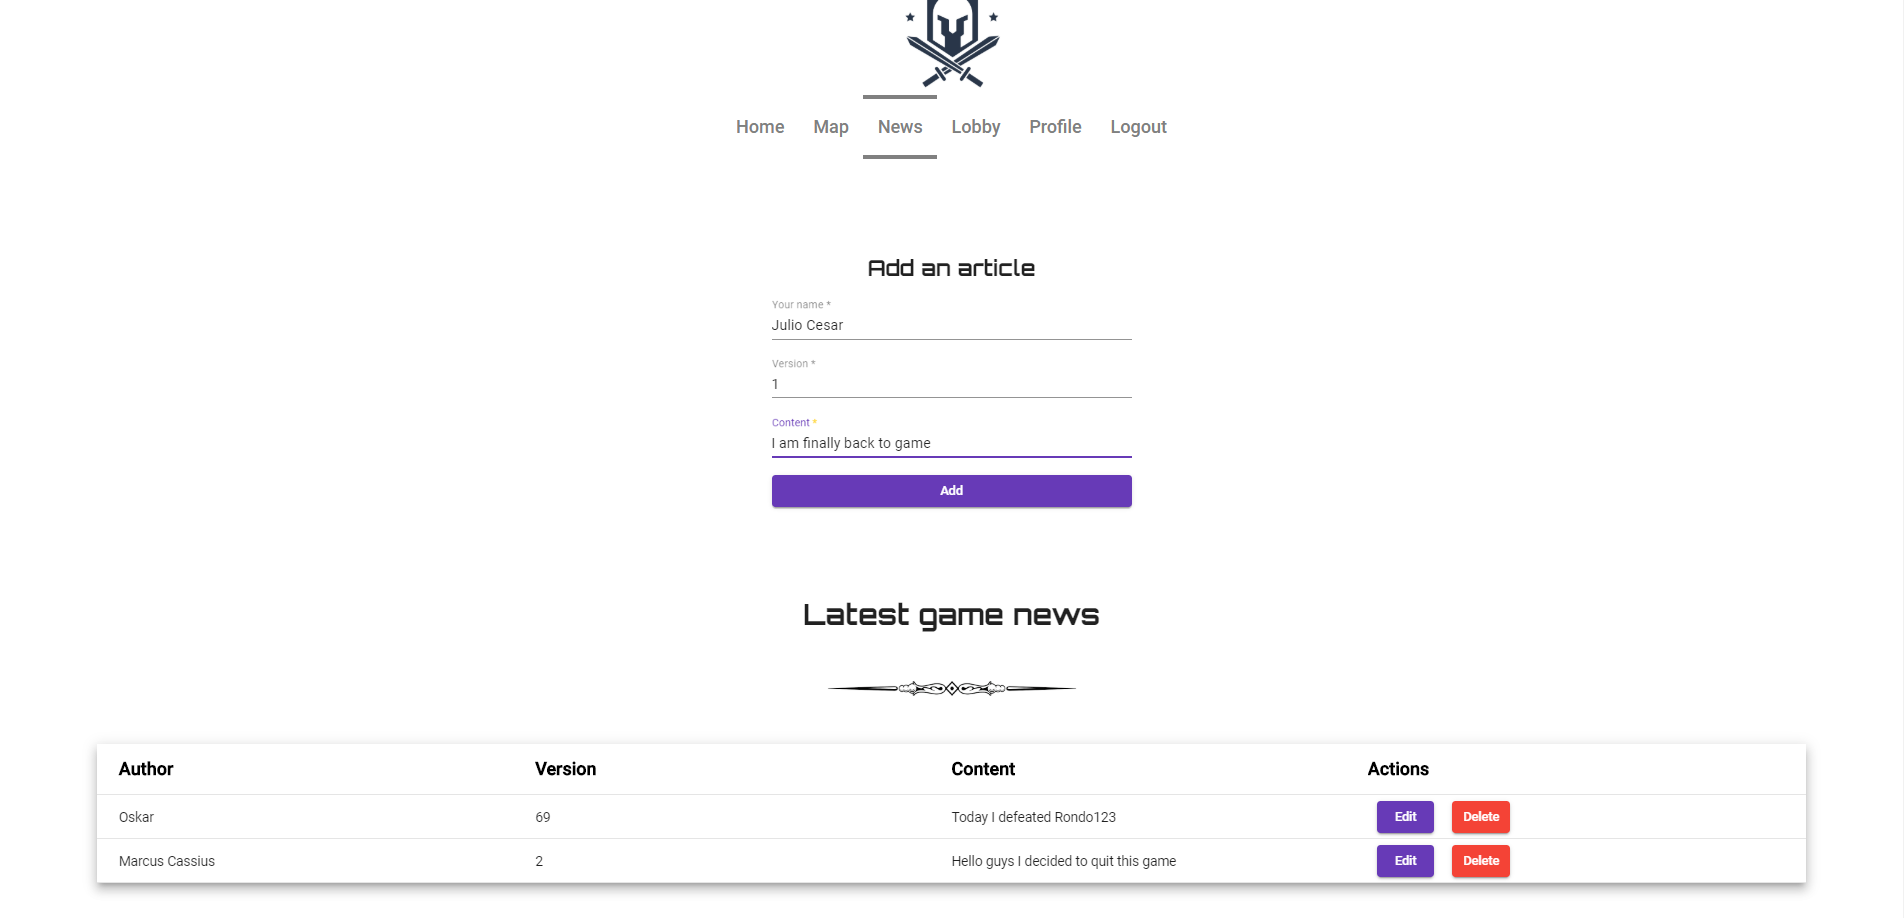 Home Map News Lobby Profile Logout
Add an article
Your name *
Julio Cesar
Version *
1
Content *
I am finally back to game
Add
Latest game news
Author Version Content Actions
Oskar 69 Today I defeated Rondo123 Edit Delete
Marcus Cassius 2 Hello guys I decided to quit this game Edit Delete